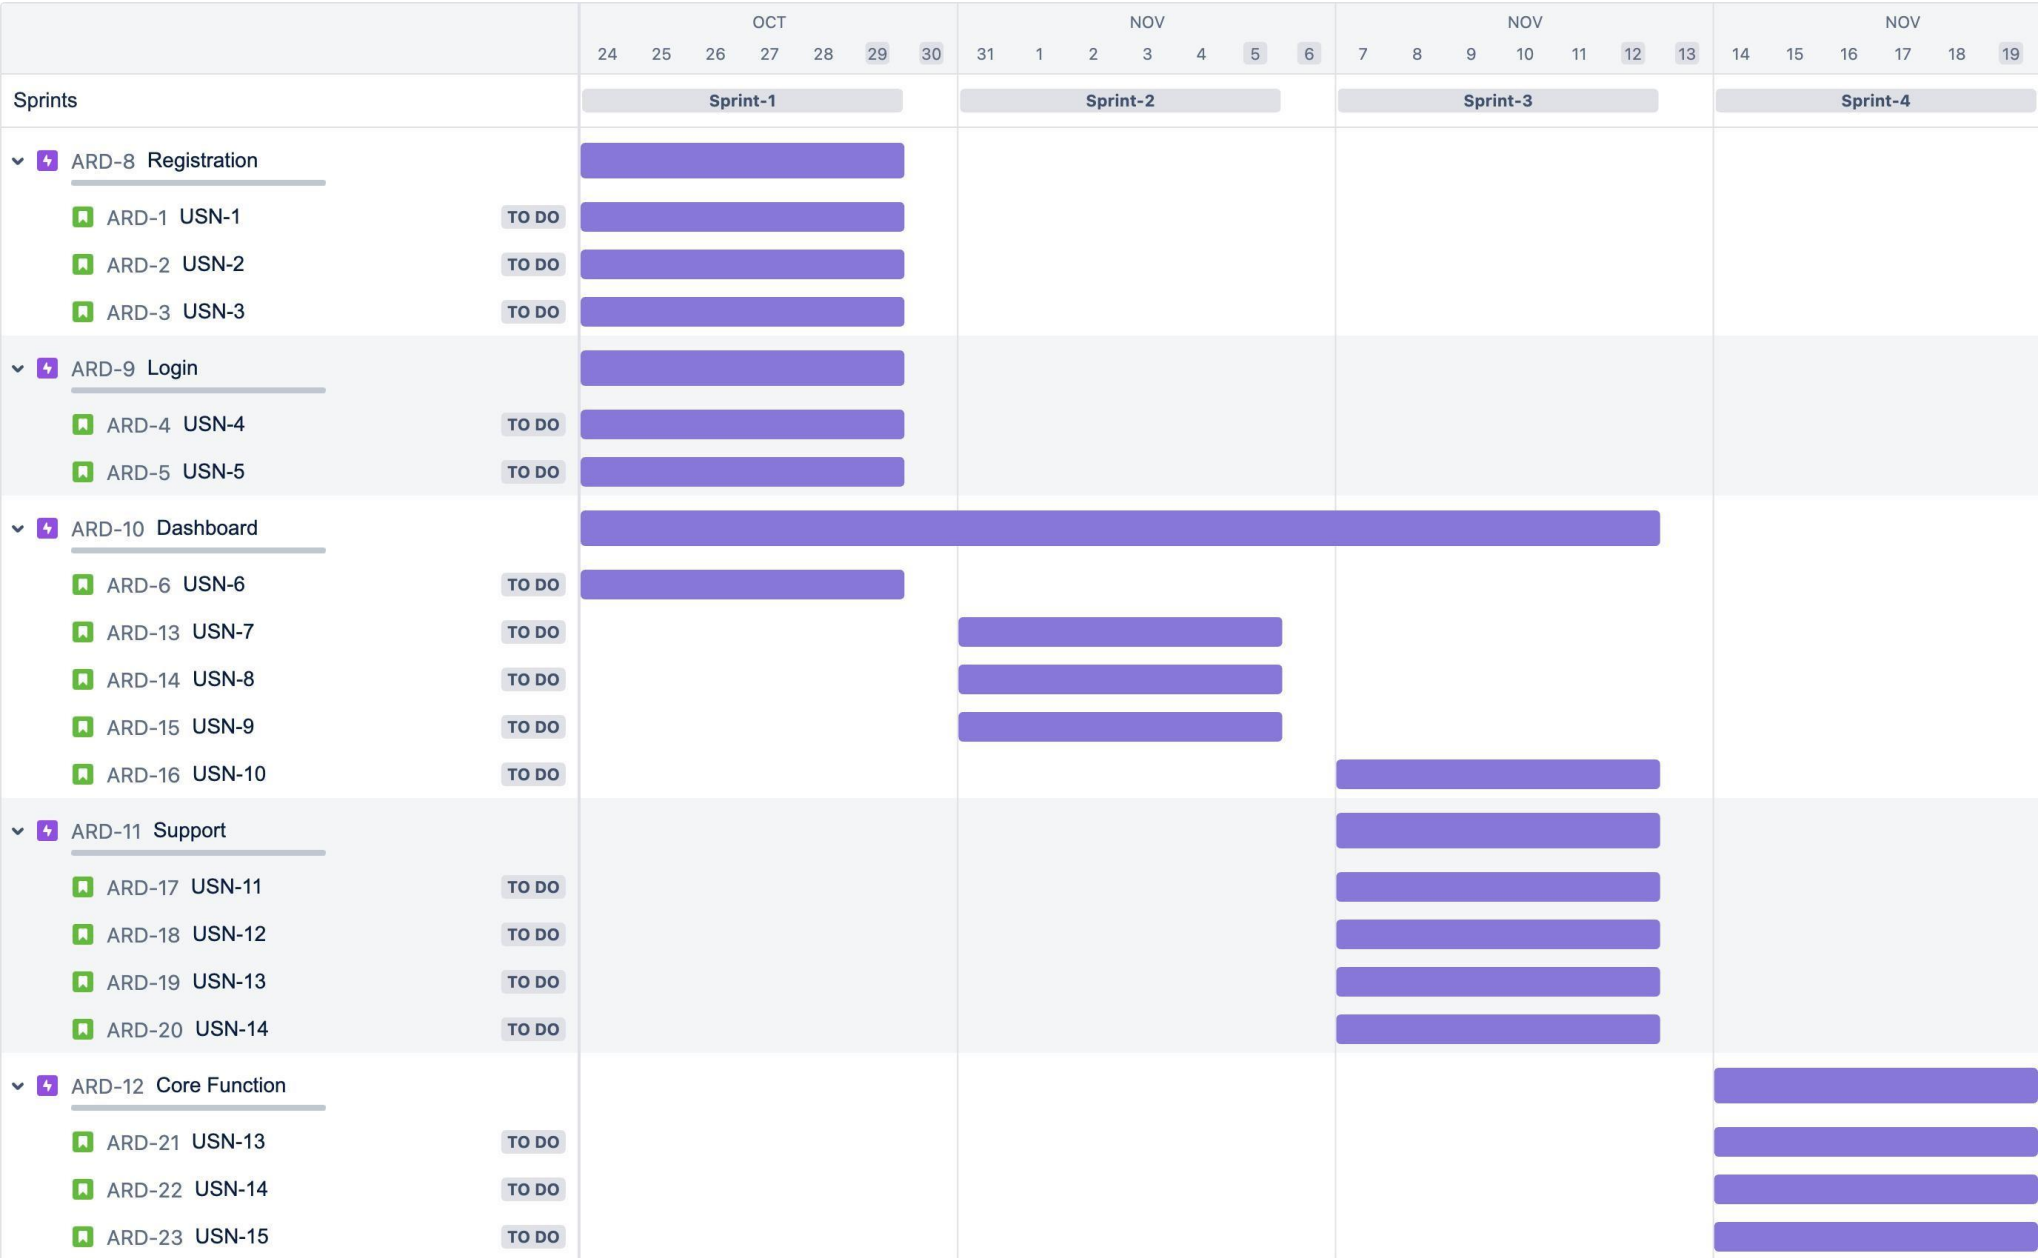 OCT NOV NOV NOV
24 25 26 27 28 29 30 31 1 2 3 4 5 6 7 8 9 10 11 12 13 14 15 16 17 18 19
Sprints Sprint-1 Sprint-2 Sprint-3 Sprint-4
ARD-8 Registration
ARD-1 USN-1 TO DO
ARD-2 USN-2 TO DO
ARD-3 USN-3 TO DO
ARD-9 Login
ARD-4 USN-4 TO DO
ARD-5 USN-5 TO DO
ARD-10 Dashboard
ARD-6 USN-6 TO DO
ARD-13 USN-7 TO DO
ARD-14 USN-8 TO DO
ARD-15 USN-9 TO DO
ARD-16 USN-10 TO DO
ARD-11 Support
ARD-17 USN-11 TO DO
ARD-18 USN-12 TO DO
ARD-19 USN-13 TO DO
ARD-20 USN-14 TO DO
ARD-12 Core Function
ARD-21 USN-13 TO DO
ARD-22 USN-14 TO DO
ARD-23 USN-15 TO DO